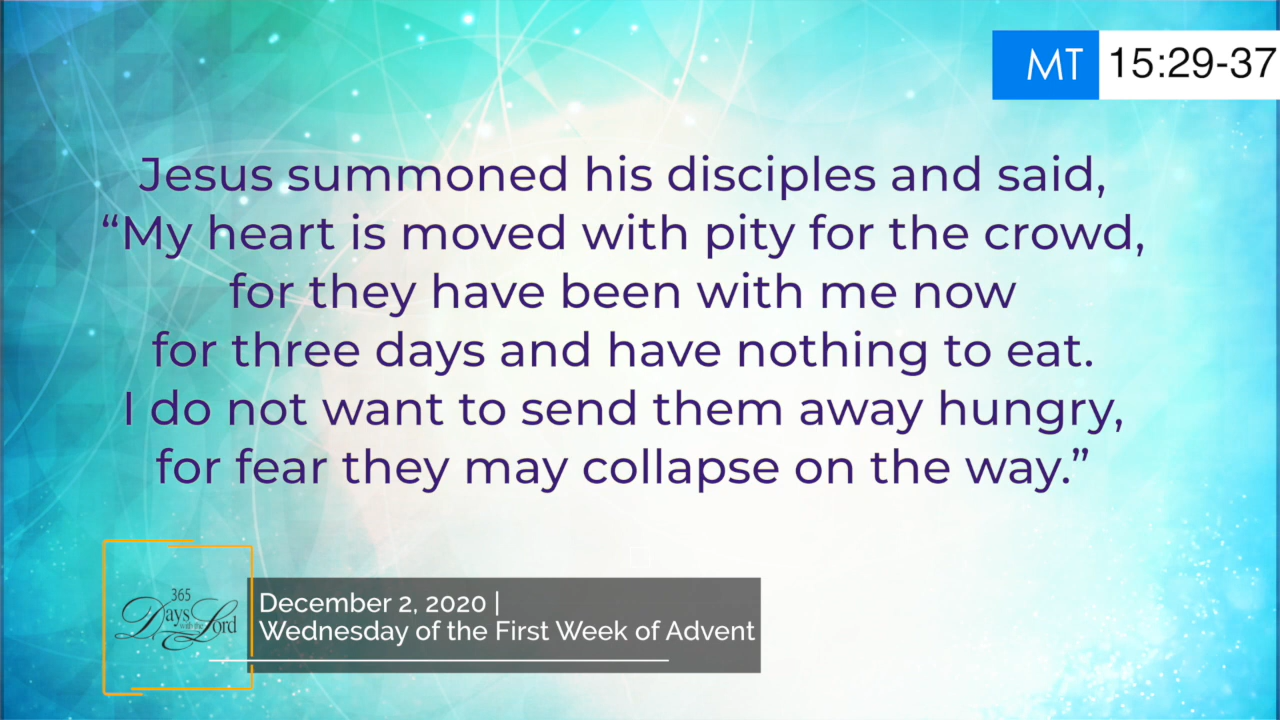 MT 15:29-37
Jesus summoned his disciples and said,
“My heart is moved with pity for the crowd,
for they have been with me now
for three days and have nothing to eat.
I do not want to send them away hungry,
for fear they may collapse on the way.”
365
Days with the Lord
December 2, 2020 |
Wednesday of the First Week of Advent